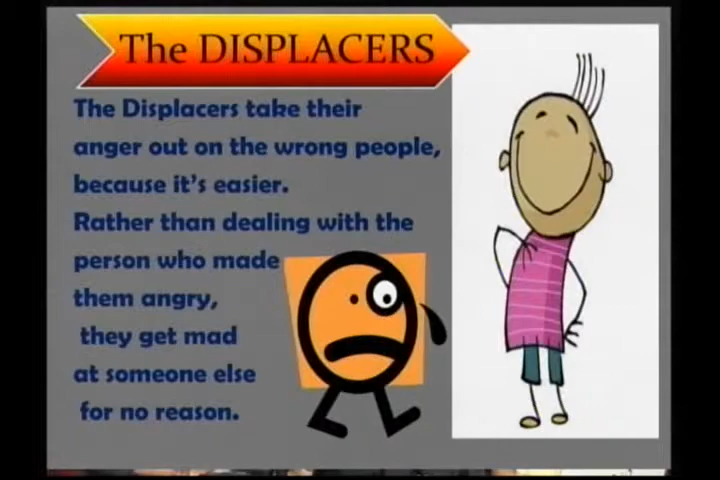 The DISPLACERS
The Displacers take their
anger out on the wrong people,
because it's easier.
Rather than dealing with the
person who made
them angry,
they get mad
at someone else
for no reason.